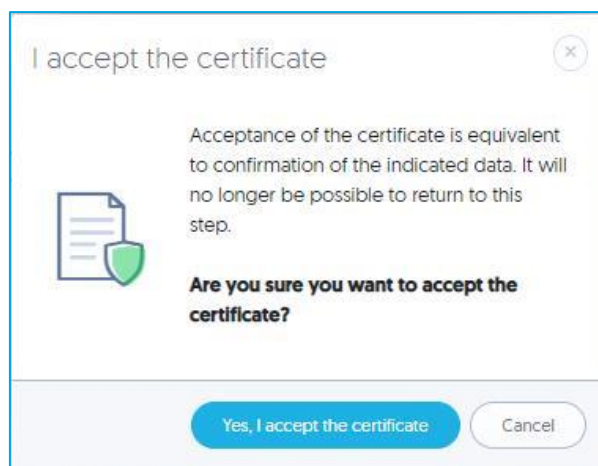 I accept the certificate
Acceptance of the certificate is equivalent
to confirmation of the indicated data. It will
no longer be possible to return to this
step.
Are you sure you want to accept the
certificate?
Yes, I accept the certificate
Cancel